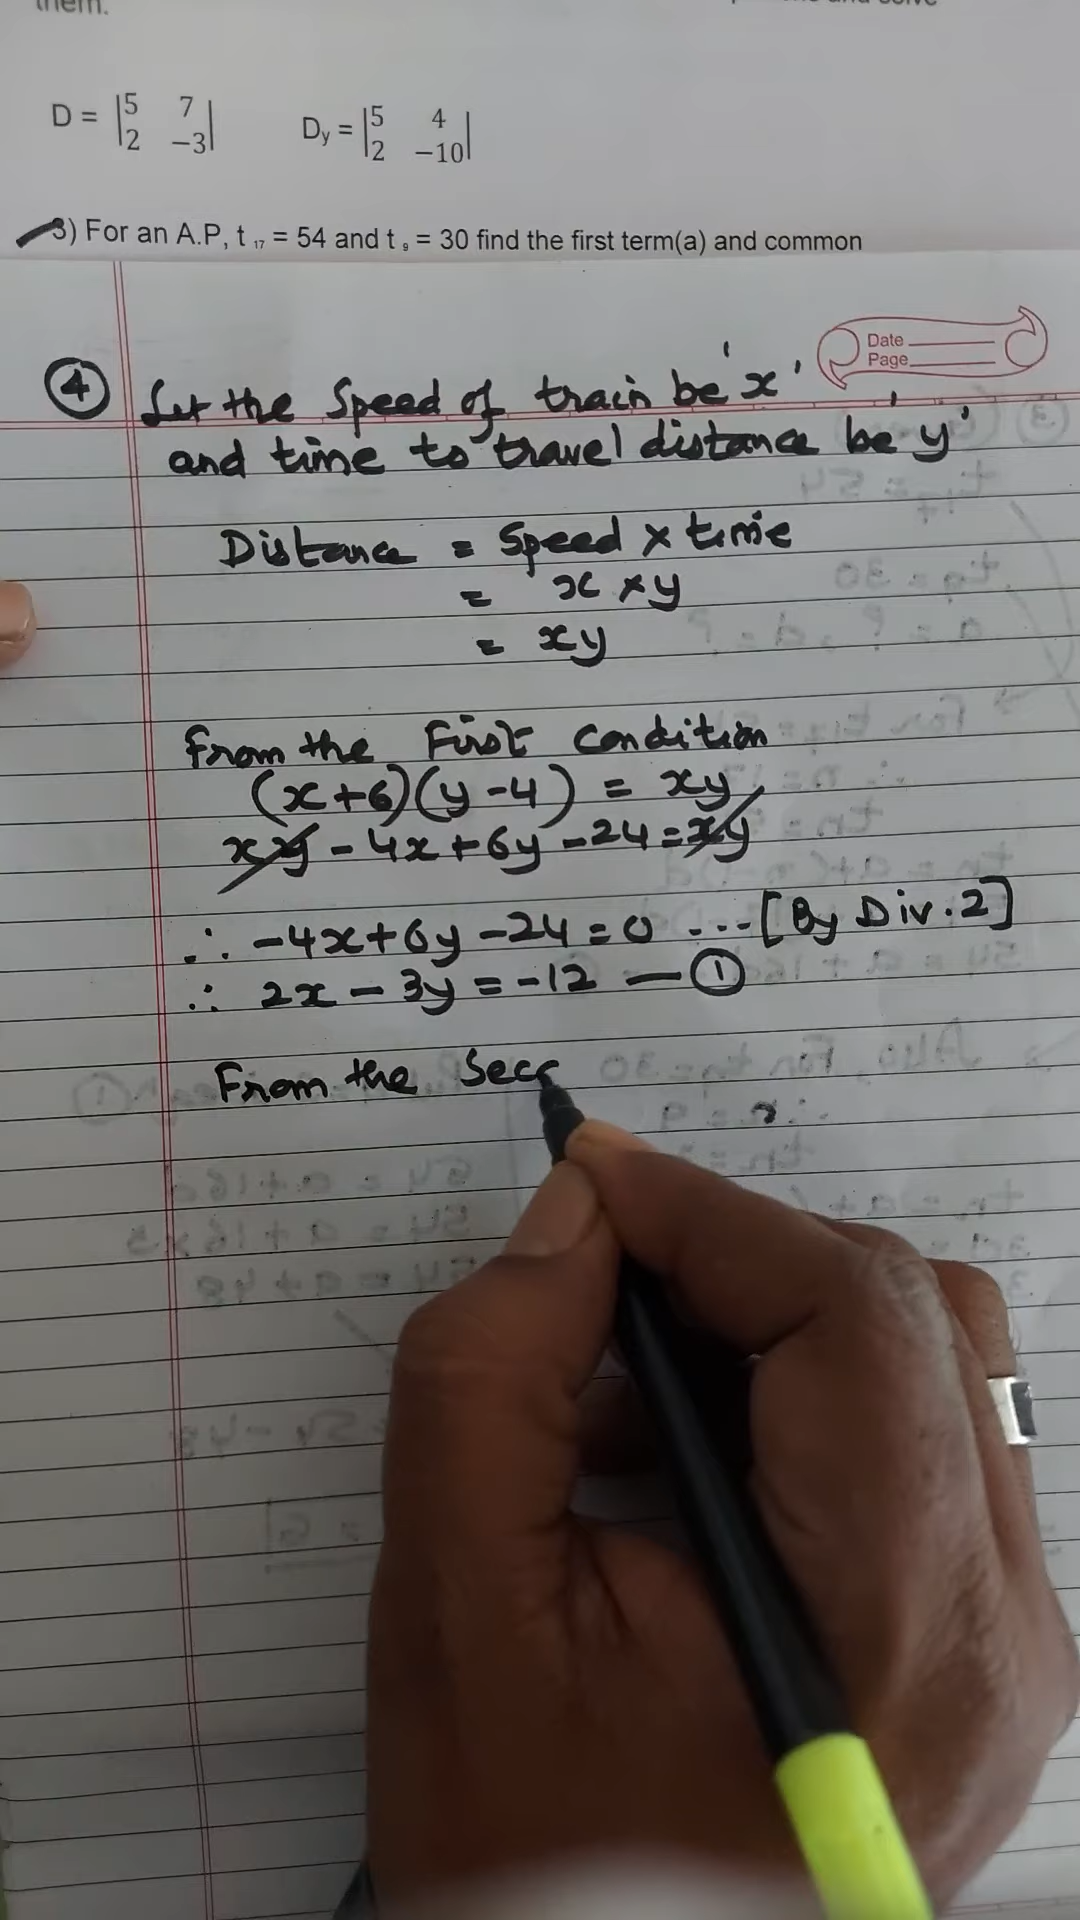 them.
D = |5 7| Dy = |5 4|
|2 −3| |2 −10|
3) For an A.P, t 17 = 54 and t 9 = 30 find the first term(a) and common
Date
Page
④ Let the Speed of train be 'x'
and time to travel distance be 'y'
Distance = Speed × time
= x × y
= xy
From the First Condition
(x+6)(y-4) = xy
xy - 4x + 6y - 24 = xy
∴ -4x+6y-24=0 ... [By Div. 2]
∴ 2x - 3y = -12 — ①
From the Sec